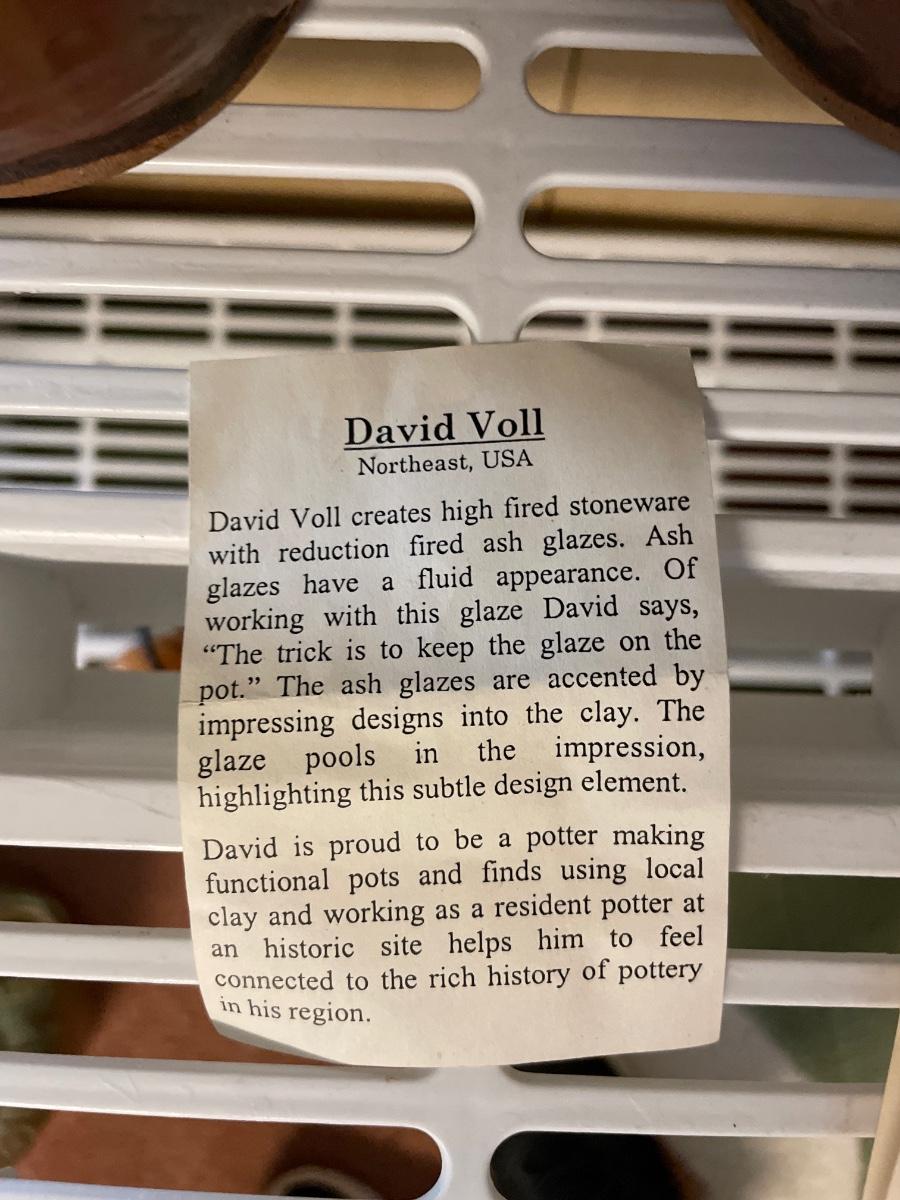 David Voll
Northeast, USA
David Voll creates high fired stoneware
with reduction fired ash glazes. Ash
glazes have a fluid appearance. Of
working with this glaze David says,
“The trick is to keep the glaze on the
pot.” The ash glazes are accented by
impressing designs into the clay. The
glaze pools in the impression,
highlighting this subtle design element.
David is proud to be a potter making
functional pots and finds using local
clay and working as a resident potter at
an historic site helps him to feel
connected to the rich history of pottery
in his region.